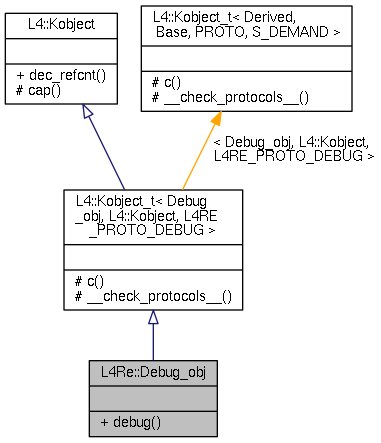 L4::Kobject
+ dec_refcnt()
# cap()
L4::Kobject_t< Derived,
Base, PROTO, S_DEMAND >
# c()
# __check_protocols__()
< Debug_obj, L4::Kobject,
L4RE_PROTO_DEBUG >
L4::Kobject_t< Debug
_obj, L4::Kobject, L4RE
_PROTO_DEBUG >
# c()
# __check_protocols__()
L4Re::Debug_obj
+ debug()